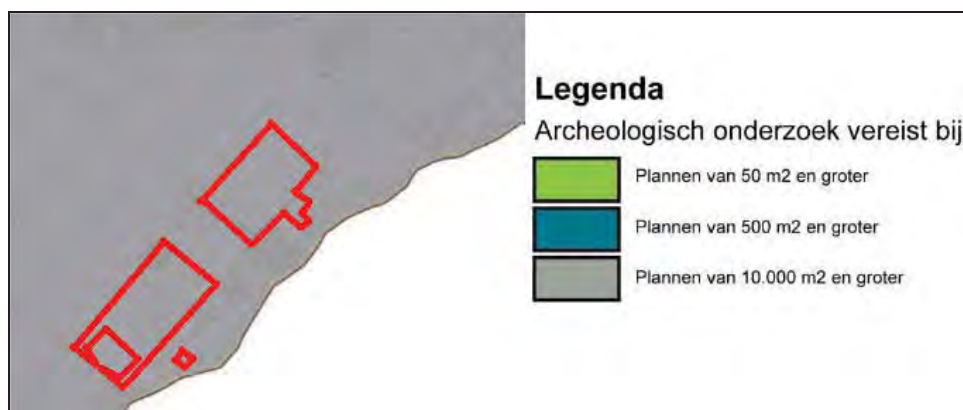 Legenda
Archeologisch onderzoek vereist bij
Plannen van 50 m2 en groter
Plannen van 500 m2 en groter
Plannen van 10.000 m2 en groter